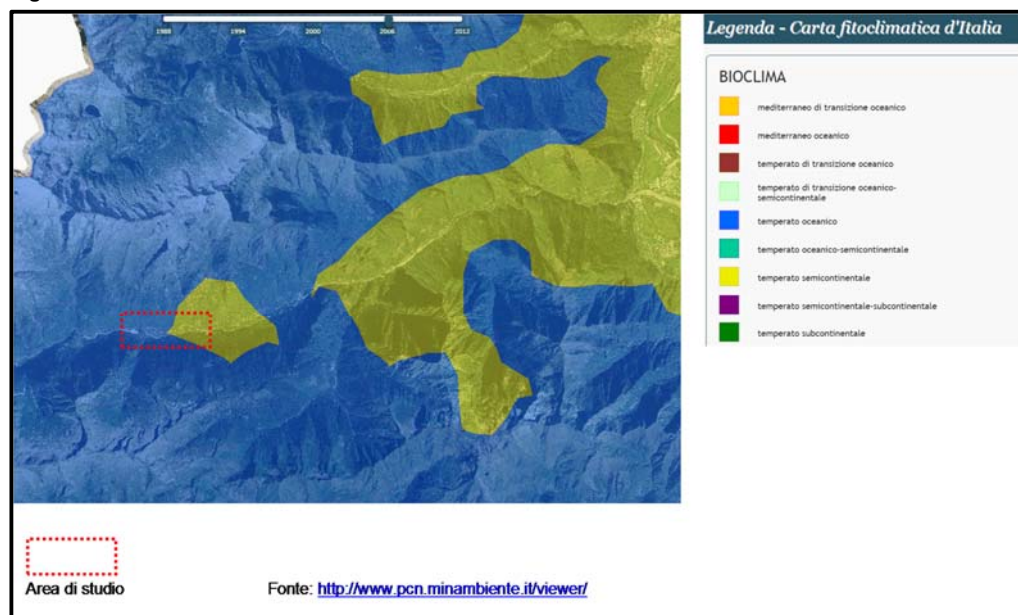 1988 1994 2000 2006 2012
Legenda - Carta fitoclimatica d'Italia
BIOCLIMA
mediterraneo di transizione oceanico
mediterraneo oceanico
temperato di transizione oceanico
temperato di transizione oceanico-
semicontinentale
temperato oceanico
temperato oceanico-semicontinentale
temperato semicontinentale
temperato semicontinentale-subcontinentale
temperato subcontinentale
Area di studio
Fonte: http://www.pcn.minambiente.it/viewer/